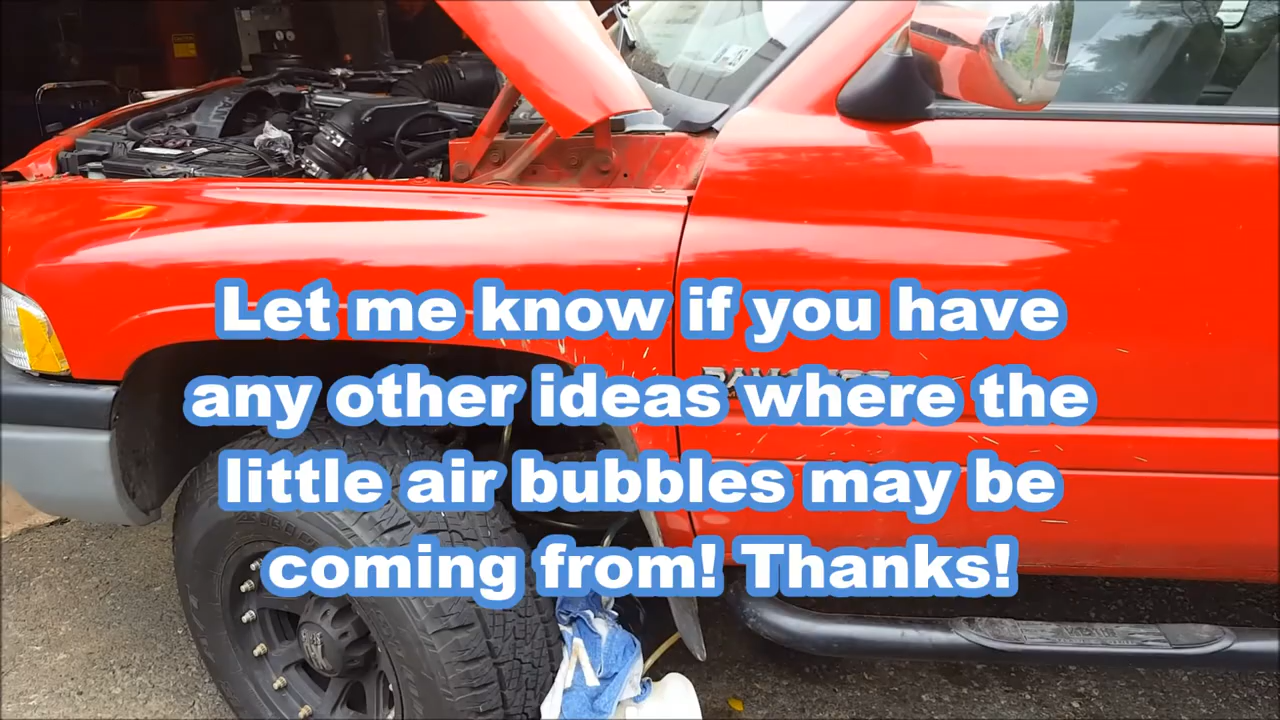 Let me know if you have
any other ideas where the
little air bubbles may be
coming from! Thanks!